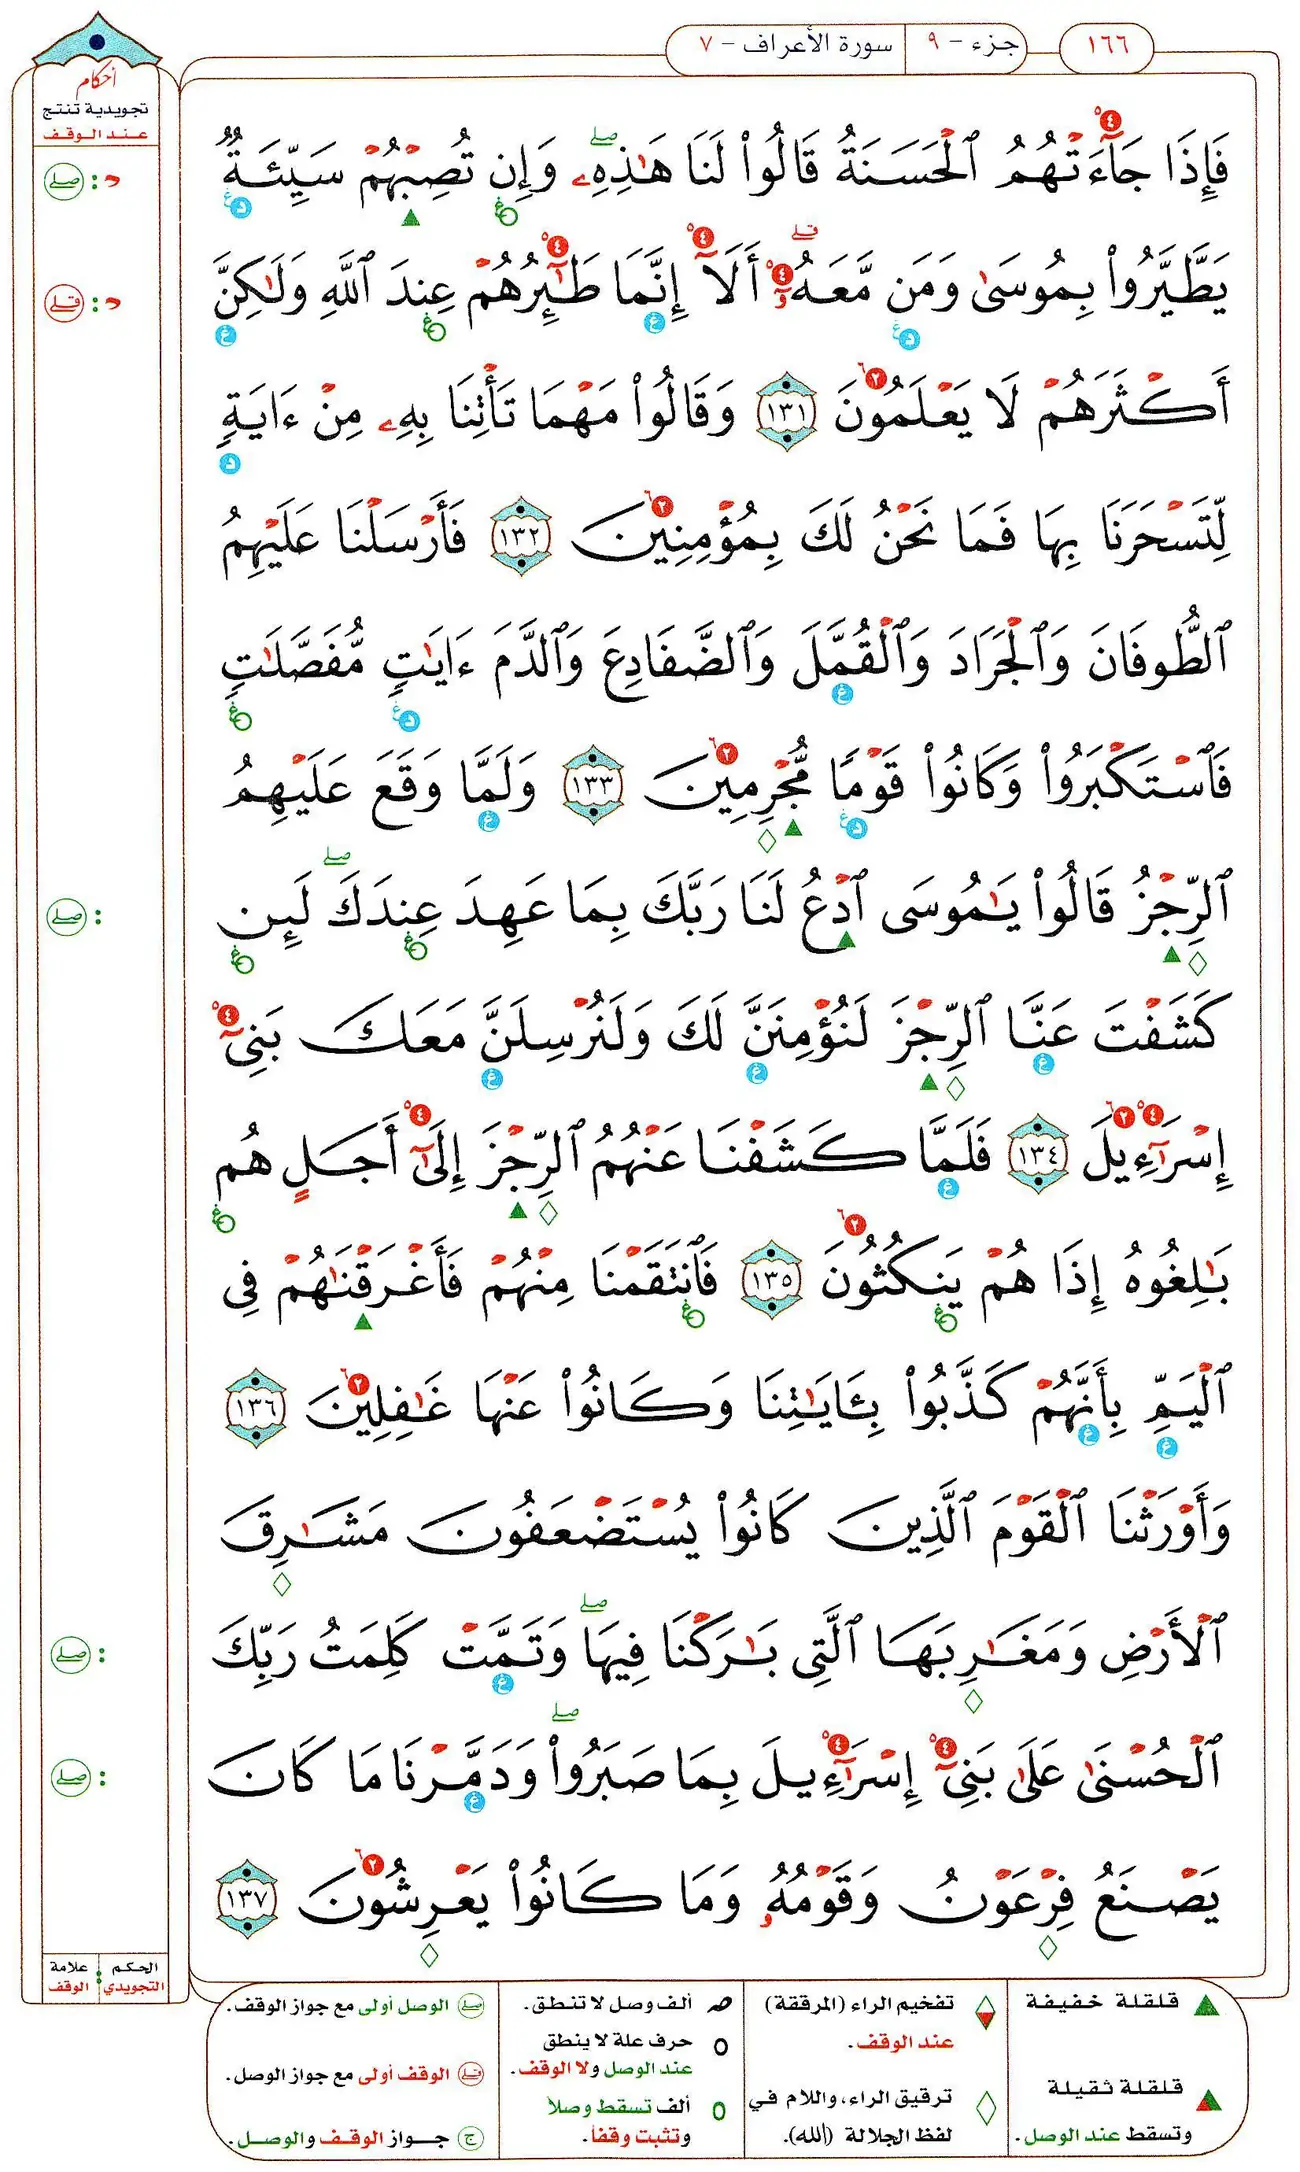 ١٦٦
جزء - ٩
سورة الأعراف - ٧
أحكام
تجويدية تنتج
عند الوقف
فَإِذَا جَآءَتْهُمُ ٱلْحَسَنَةُ قَالُوا۟ لَنَا هَـٰذِهِۦ ۖ وَإِن تُصِبْهُمْ سَيِّئَةٌ
يَطَّيَّرُوا۟ بِمُوسَىٰ وَمَن مَّعَهُۥٓ ۗ أَلَآ إِنَّمَا طَـٰٓئِرُهُمْ عِندَ ٱللَّهِ وَلَـٰكِنَّ
أَكْثَرَهُمْ لَا يَعْلَمُونَ ١٣١ وَقَالُوا۟ مَهْمَا تَأْتِنَا بِهِۦ مِنْ ءَايَةٍ
لِّتَسْحَرَنَا بِهَا فَمَا نَحْنُ لَكَ بِمُؤْمِنِينَ ١٣٢ فَأَرْسَلْنَا عَلَيْهِمُ
ٱلطُّوفَانَ وَٱلْجَرَادَ وَٱلْقُمَّلَ وَٱلضَّفَادِعَ وَٱلدَّمَ ءَايَـٰتٍ مُّفَصَّلَـٰتٍ
فَٱسْتَكْبَرُوا۟ وَكَانُوا۟ قَوْمًا مُّجْرِمِينَ ١٣٣ وَلَمَّا وَقَعَ عَلَيْهِمُ
ٱلرِّجْزُ قَالُوا۟ يَـٰمُوسَى ٱدْعُ لَنَا رَبَّكَ بِمَا عَهِدَ عِندَكَ ۖ لَئِن
كَشَفْتَ عَنَّا ٱلرِّجْزَ لَنُؤْمِنَنَّ لَكَ وَلَنُرْسِلَنَّ مَعَكَ بَنِىٓ
إِسْرَٰٓءِيلَ ١٣٤ فَلَمَّا كَشَفْنَا عَنْهُمُ ٱلرِّجْزَ إِلَىٰٓ أَجَلٍ هُم
بَـٰلِغُوهُ إِذَا هُمْ يَنكُثُونَ ١٣٥ فَٱنتَقَمْنَا مِنْهُمْ فَأَغْرَقْنَـٰهُمْ فِى
ٱلْيَمِّ بِأَنَّهُمْ كَذَّبُوا۟ بِـَٔايَـٰتِنَا وَكَانُوا۟ عَنْهَا غَـٰفِلِينَ ١٣٦
وَأَوْرَثْنَا ٱلْقَوْمَ ٱلَّذِينَ كَانُوا۟ يُسْتَضْعَفُونَ مَشَـٰرِقَ
ٱلْأَرْضِ وَمَغَـٰرِبَهَا ٱلَّتِى بَـٰرَكْنَا فِيهَا ۖ وَتَمَّتْ كَلِمَتُ رَبِّكَ
ٱلْحُسْنَىٰ عَلَىٰ بَنِىٓ إِسْرَٰٓءِيلَ بِمَا صَبَرُوا۟ ۖ وَدَمَّرْنَا مَا كَانَ
يَصْنَعُ فِرْعَوْنُ وَقَوْمُهُۥ وَمَا كَانُوا۟ يَعْرِشُونَ ١٣٧
الحكم التجويدي
علامة الوقف
قلقلة خفيفة
قلقلة ثقيلة
وتسقط عند الوصل.
تفخيم الراء (المرققة)
عند الوقف.
ترقيق الراء، واللام في
لفظ الجلالة (الله).
ألف وصل لا تنطق.
حرف علة لا ينطق
عند الوصل ولا الوقف.
ألف تسقط وصلاً
وتثبت وقفاً.
صلے الوصل أولى مع جواز الوقف.
قلے الوقف أولى مع جواز الوصل.
ج جواز الوقف والوصل.